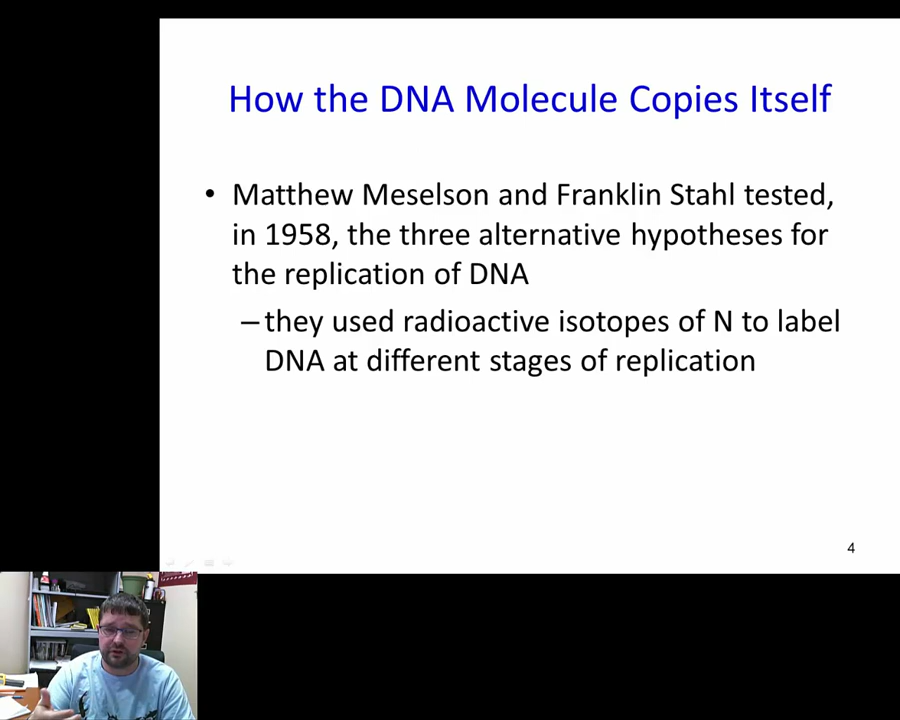 How the DNA Molecule Copies Itself
• Matthew Meselson and Franklin Stahl tested,
in 1958, the three alternative hypotheses for
the replication of DNA
– they used radioactive isotopes of N to label
DNA at different stages of replication
4